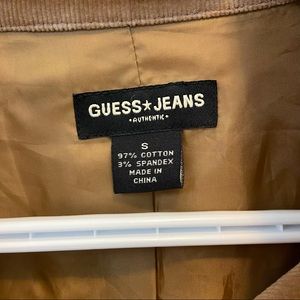 GUESS★JEANS
•AUTHENTIC•
S
97% COTTON
3% SPANDEX
MADE IN
CHINA